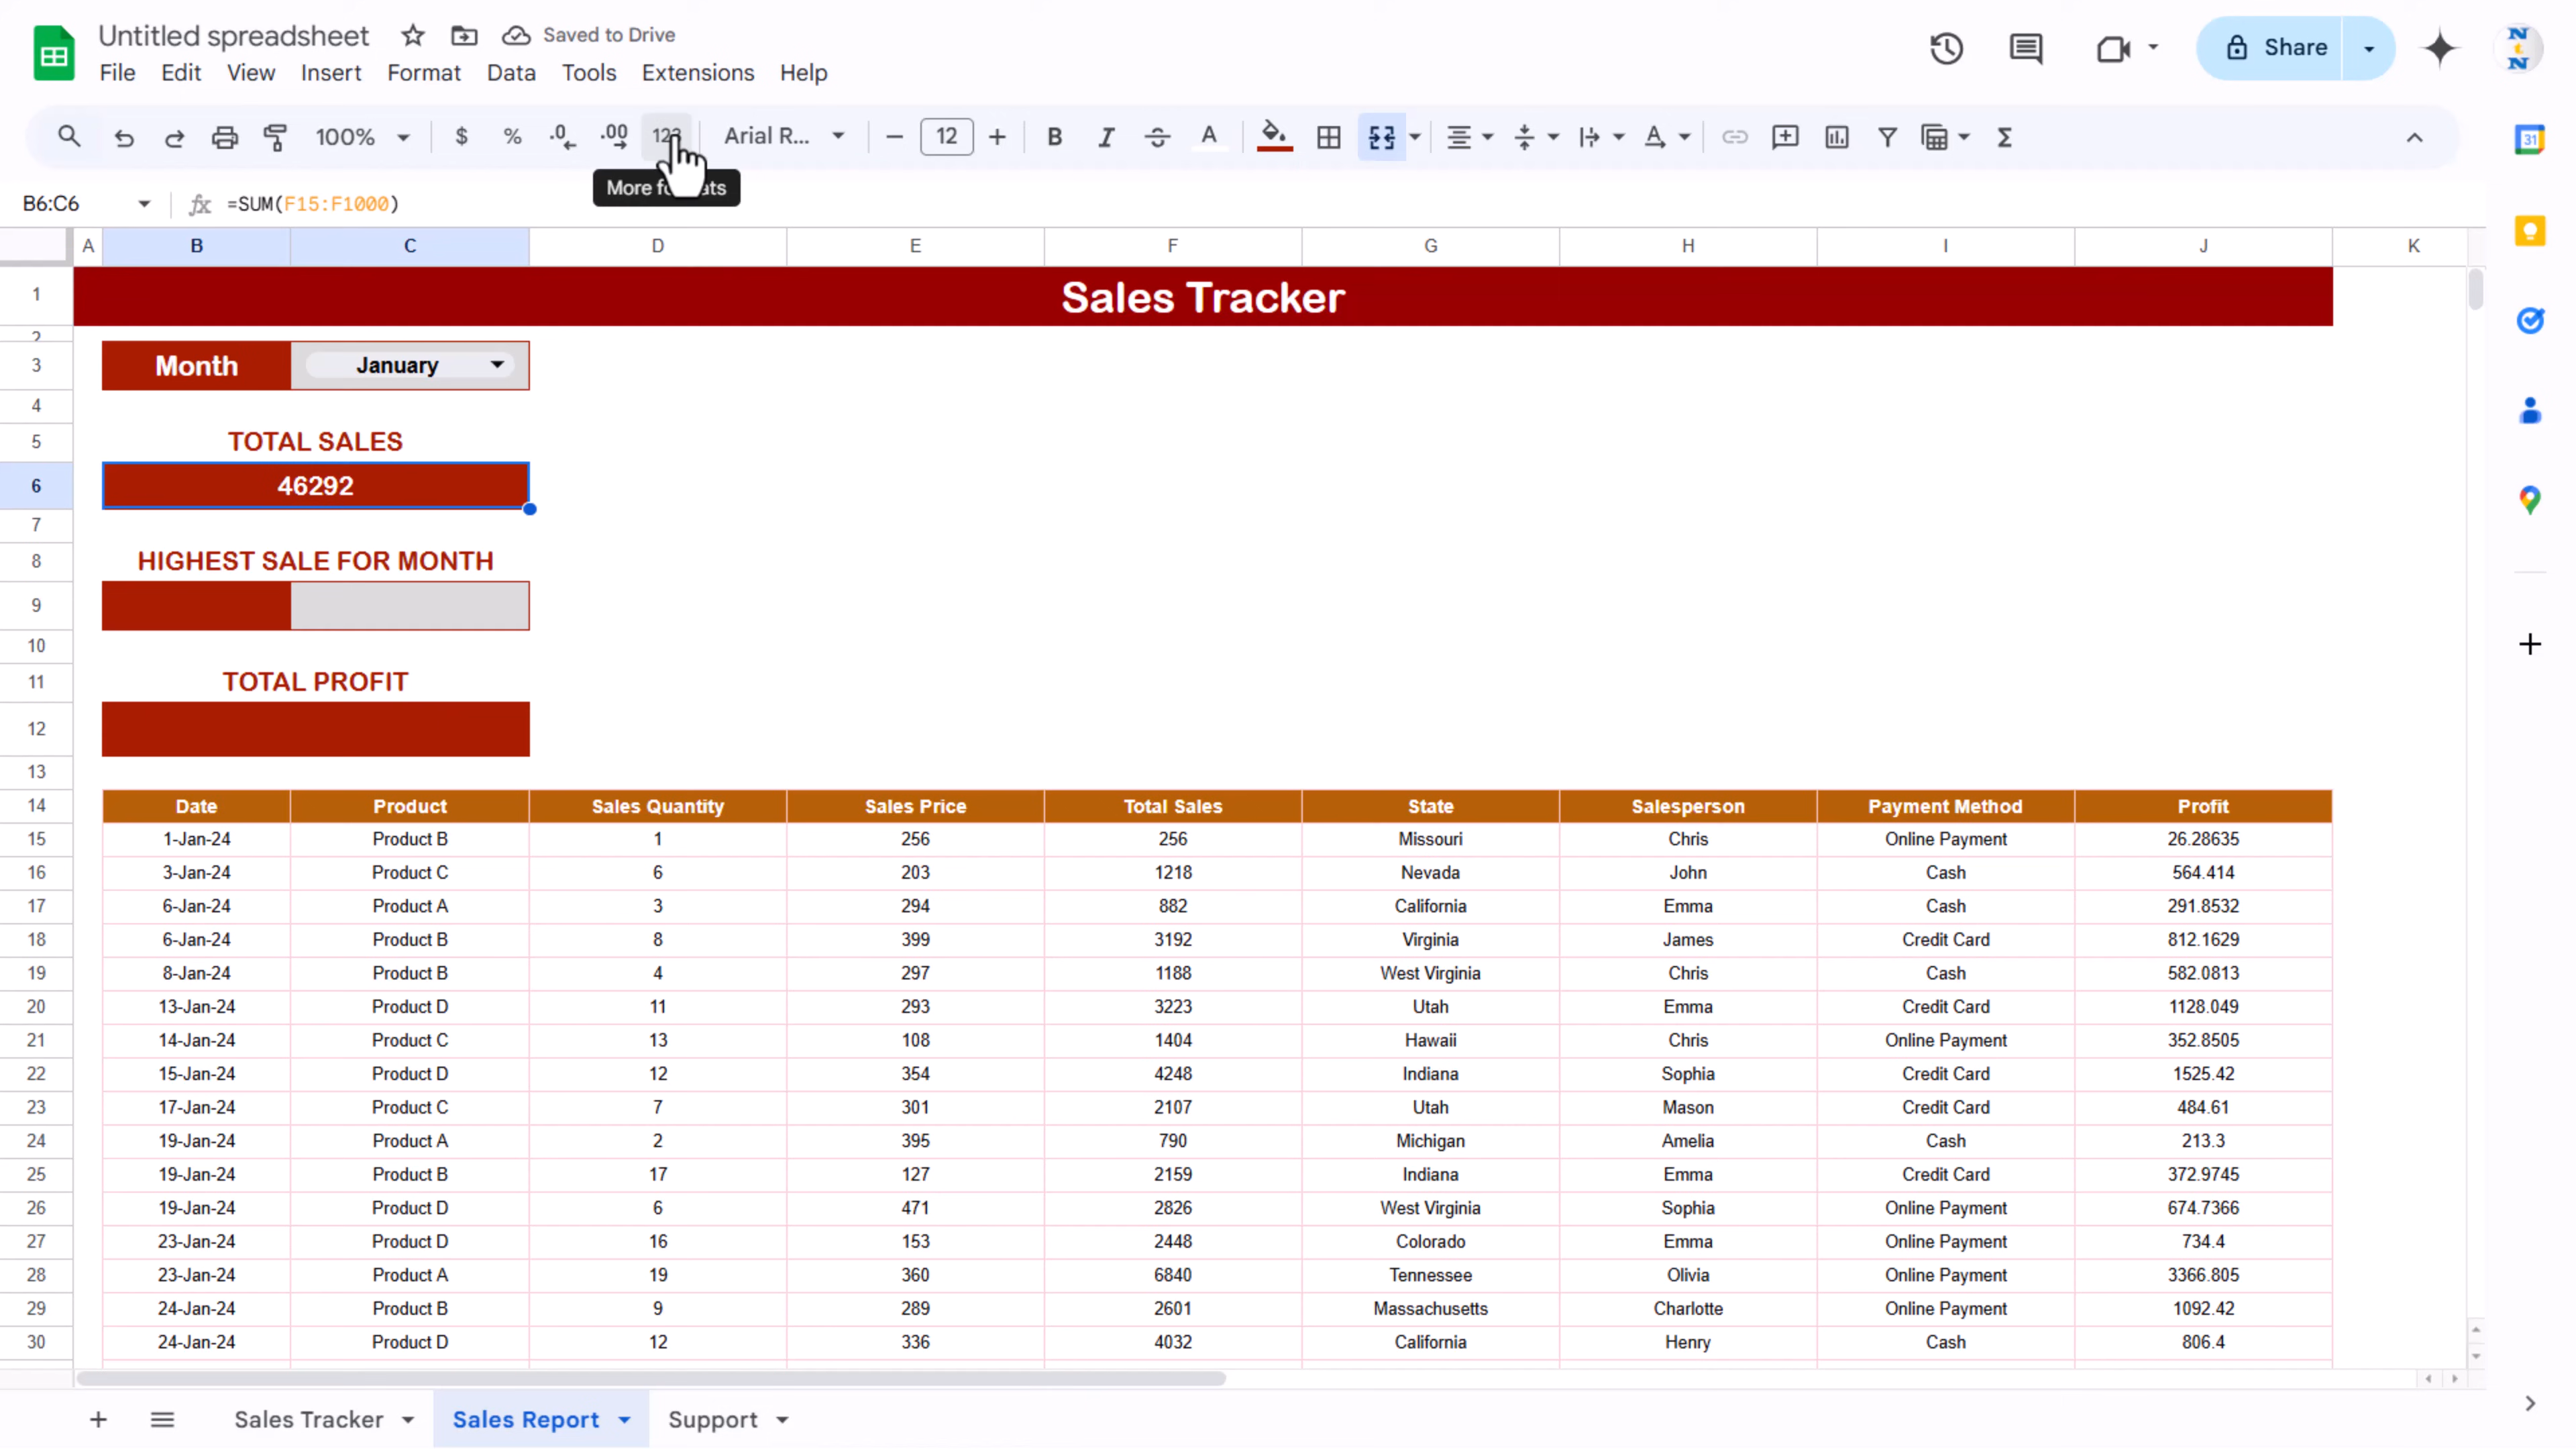 Untitled spreadsheet Saved to Drive
File Edit View Insert Format Data Tools Extensions Help
Share
N
t
N
100% $ % .0 .00 Arial R... 12 B I A A Σ
31
More
B6:C6 fx =SUM(F15:F1000)
A B C D E F G H I J K
1 Sales Tracker
2
3 Month January
4
5 TOTAL SALES
6 46292
7
8 HIGHEST SALE FOR MONTH
9
10
11 TOTAL PROFIT
12
13
14 Date Product Sales Quantity Sales Price Total Sales State Salesperson Payment Method Profit
15 1-Jan-24 Product B 1 256 256 Missouri Chris Online Payment 26.28635
16 3-Jan-24 Product C 6 203 1218 Nevada John Cash 564.414
17 6-Jan-24 Product A 3 294 882 California Emma Cash 291.8532
18 6-Jan-24 Product B 8 399 3192 Virginia James Credit Card 812.1629
19 8-Jan-24 Product B 4 297 1188 West Virginia Chris Cash 582.0813
20 13-Jan-24 Product D 11 293 3223 Utah Emma Credit Card 1128.049
21 14-Jan-24 Product C 13 108 1404 Hawaii Chris Online Payment 352.8505
22 15-Jan-24 Product D 12 354 4248 Indiana Sophia Credit Card 1525.42
23 17-Jan-24 Product C 7 301 2107 Utah Mason Credit Card 484.61
24 19-Jan-24 Product A 2 395 790 Michigan Amelia Cash 213.3
25 19-Jan-24 Product B 17 127 2159 Indiana Emma Credit Card 372.9745
26 19-Jan-24 Product D 6 471 2826 West Virginia Sophia Online Payment 674.7366
27 23-Jan-24 Product D 16 153 2448 Colorado Emma Online Payment 734.4
28 23-Jan-24 Product A 19 360 6840 Tennessee Olivia Online Payment 3366.805
29 24-Jan-24 Product B 9 289 2601 Massachusetts Charlotte Online Payment 1092.42
30 24-Jan-24 Product D 12 336 4032 California Henry Cash 806.4
Sales Tracker Sales Report Support